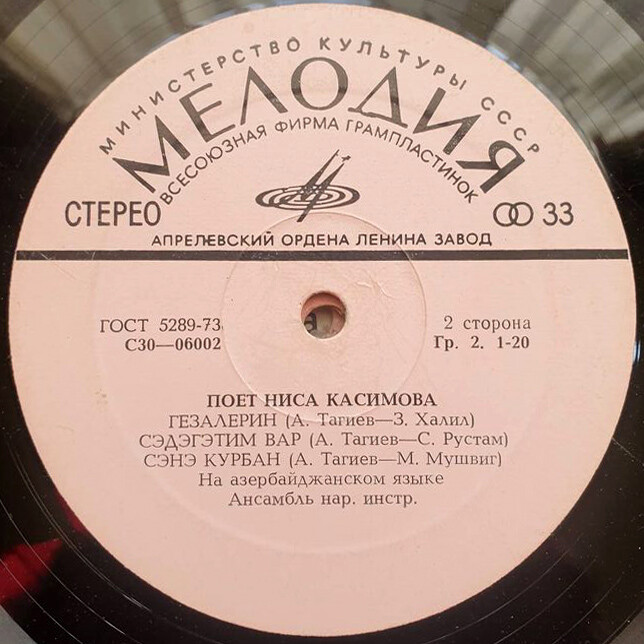 МИНИСТЕРСТВО КУЛЬТУРЫ СССР
МЕЛОДИЯ
ВСЕСОЮЗНАЯ ФИРМА ГРАМПЛАСТИНОК
СТЕРЕО 33
АПРЕЛЕВСКИЙ ОРДЕНА ЛЕНИНА ЗАВОД
ГОСТ 5289-73 2 сторона
С30—06002 Гр. 2. 1-20
ПОЕТ НИСА КАСИМОВА
ГЕЗАЛЕРИН (А. Тагиев—З. Халил)
СЭДЭГЭТИМ ВАР (А. Тагиев—С. Рустам)
СЭНЭ КУРБАН (А. Тагиев—М. Мушвиг)
На азербайджанском языке
Ансамбль нар. инстр.